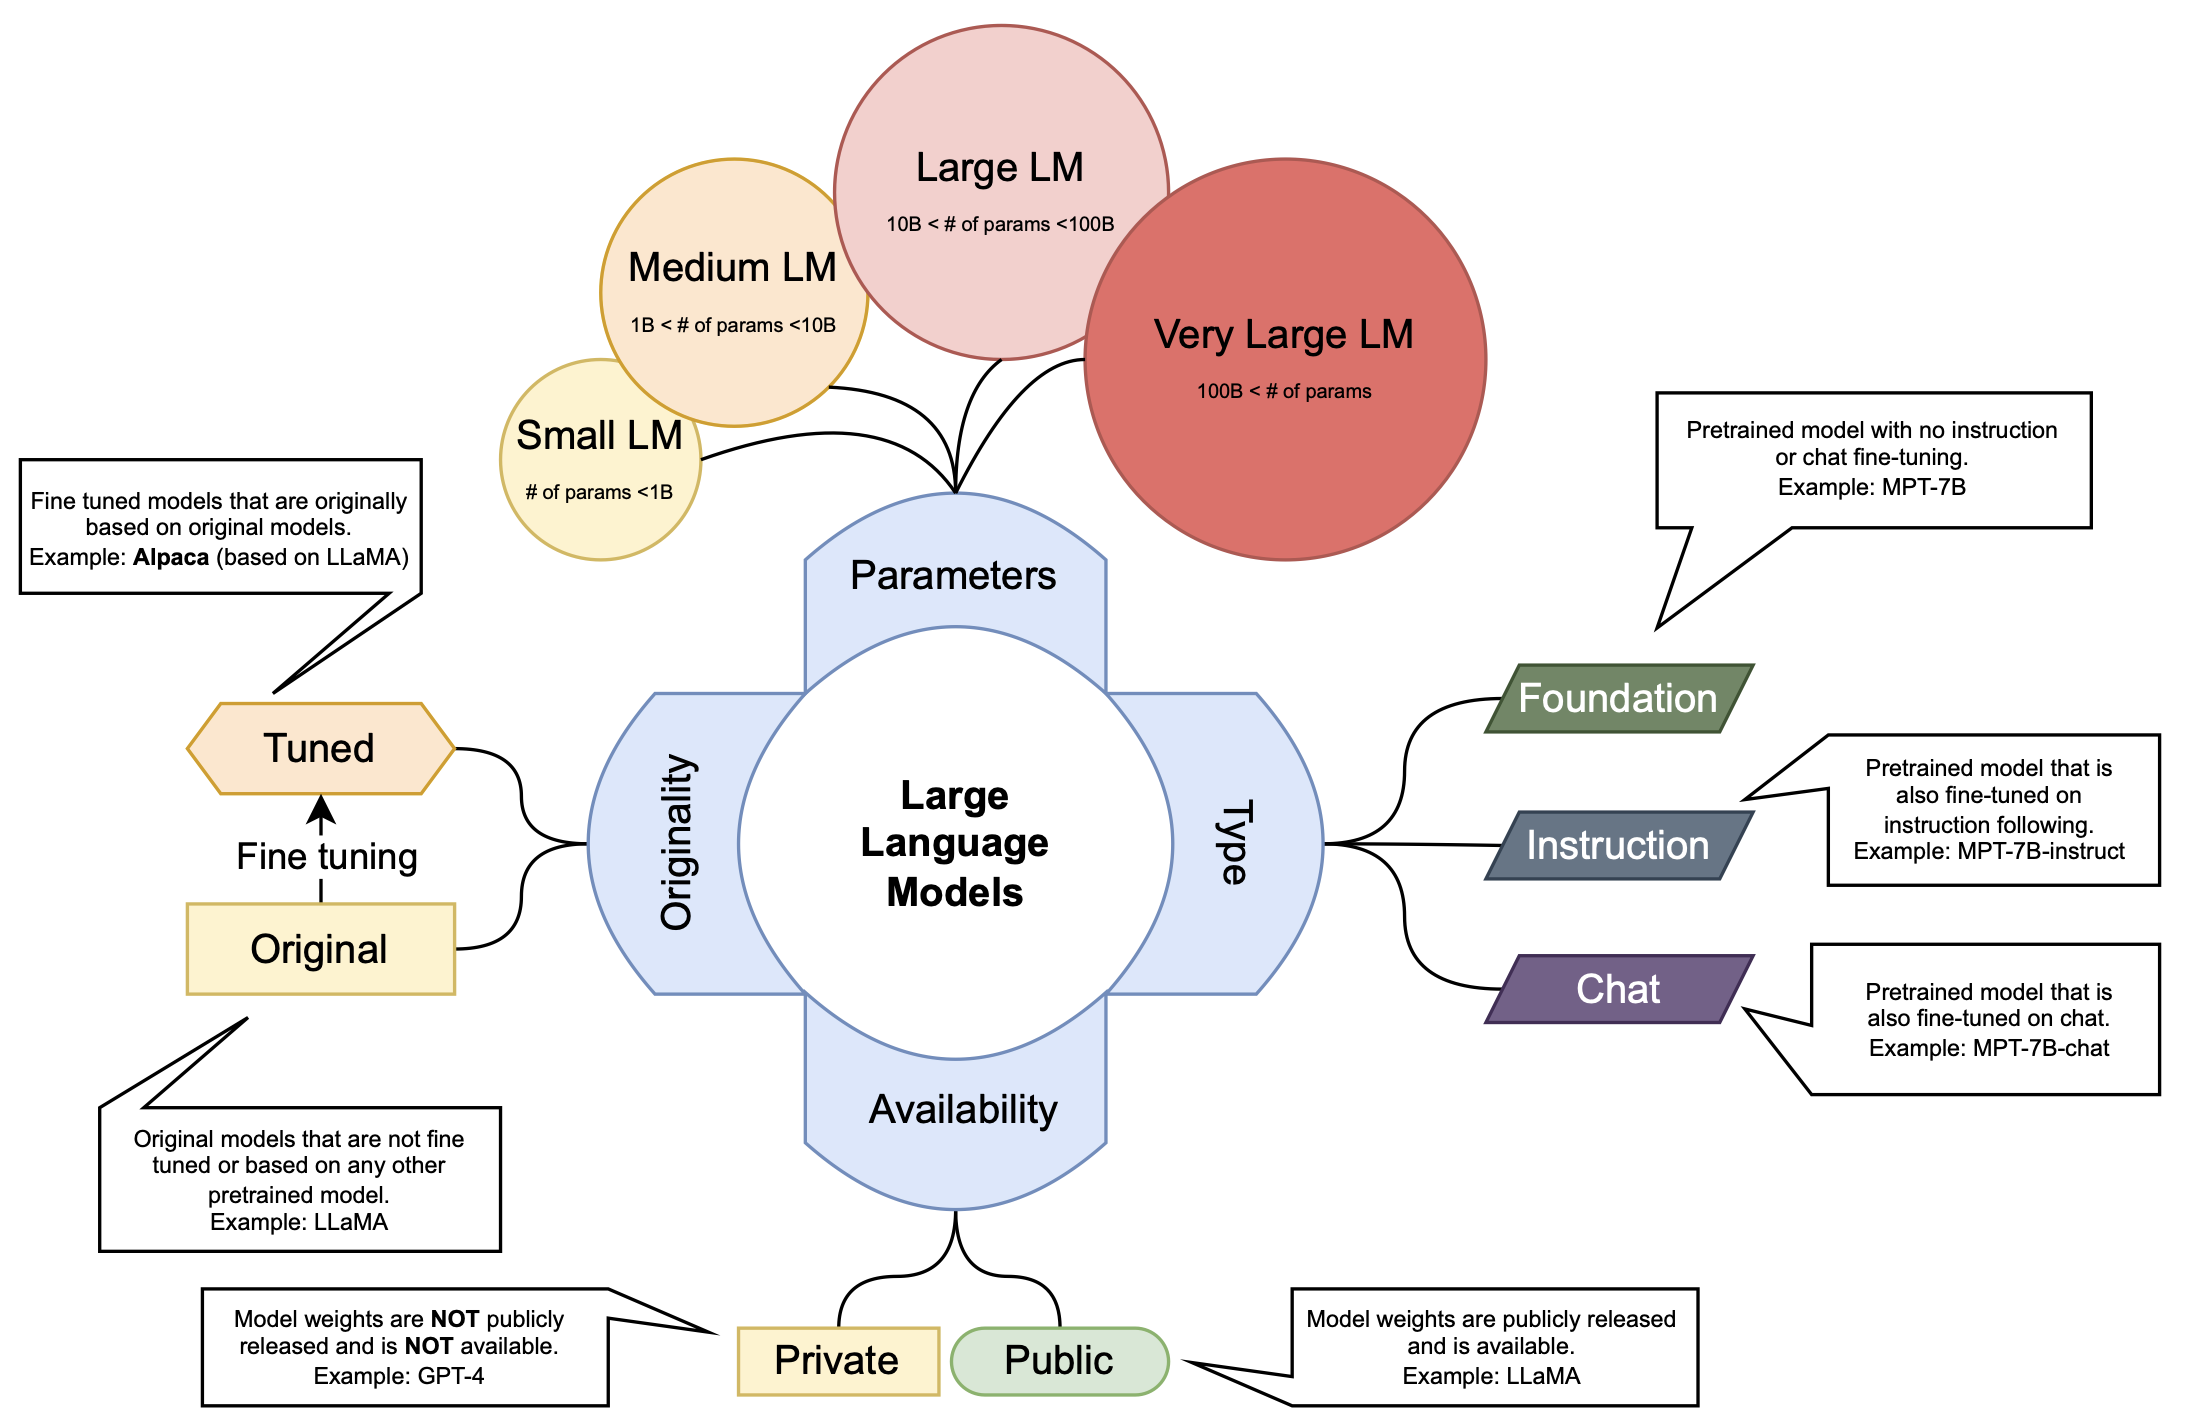 Large LM
10B < # of params <100B
Medium LM
1B < # of params <10B
Very Large LM
100B < # of params
Small LM
# of params <1B
Parameters
Fine tuned models that are originally
based on original models.
Example: Alpaca (based on LLaMA)
Tuned
Fine tuning
Original
Original models that are not fine
tuned or based on any other
pretrained model.
Example: LLaMA
Originality
Large
Language
Models
Type
Pretrained model with no instruction
or chat fine-tuning.
Example: MPT-7B
Foundation
Pretrained model that is
also fine-tuned on
instruction following.
Example: MPT-7B-instruct
Instruction
Chat
Pretrained model that is
also fine-tuned on chat.
Example: MPT-7B-chat
Availability
Model weights are NOT publicly
released and is NOT available.
Example: GPT-4
Private
Public
Model weights are publicly released
and is available.
Example: LLaMA